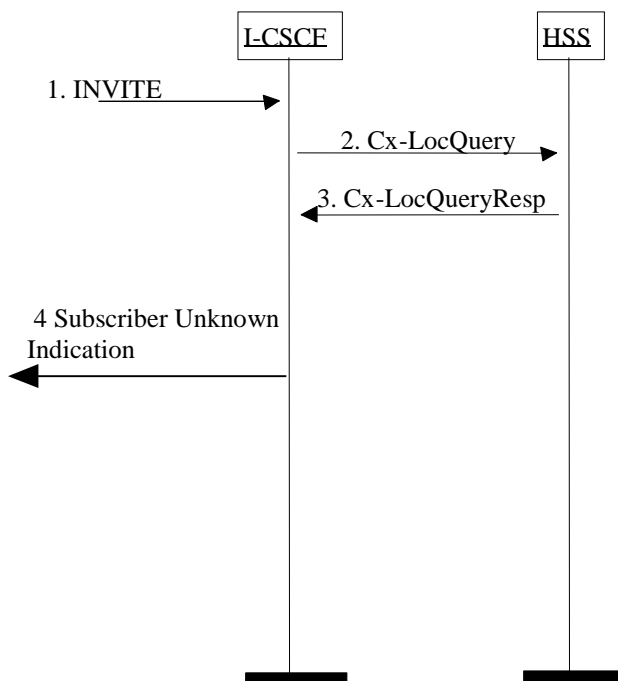 I-CSCF
HSS
1. INVITE
2. Cx-LocQuery
3. Cx-LocQueryResp
4 Subscriber Unknown
Indication